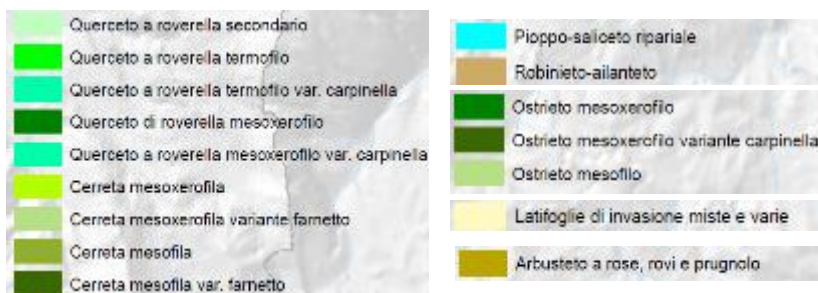 Querceto a roverella secondario
Querceto a roverella termofilo
Querceto a roverella termofilo var. carpinella
Querceto di roverella mesoxerofilo
Querceto a roverella mesoxerofilo var. carpinella
Cerreta mesoxerofila
Cerreta mesoxerofila variante farnetto
Cerreta mesofila
Cerreta mesofila var. farnetto
Pioppo-saliceto ripariale
Robinieto-ailanteto
Ostrieto mesoxerofilo
Ostrieto mesoxerofilo variante carpinella
Ostrieto mesofilo
Latifoglie di invasione miste e varie
Arbusteto a rose, rovi e prugnolo